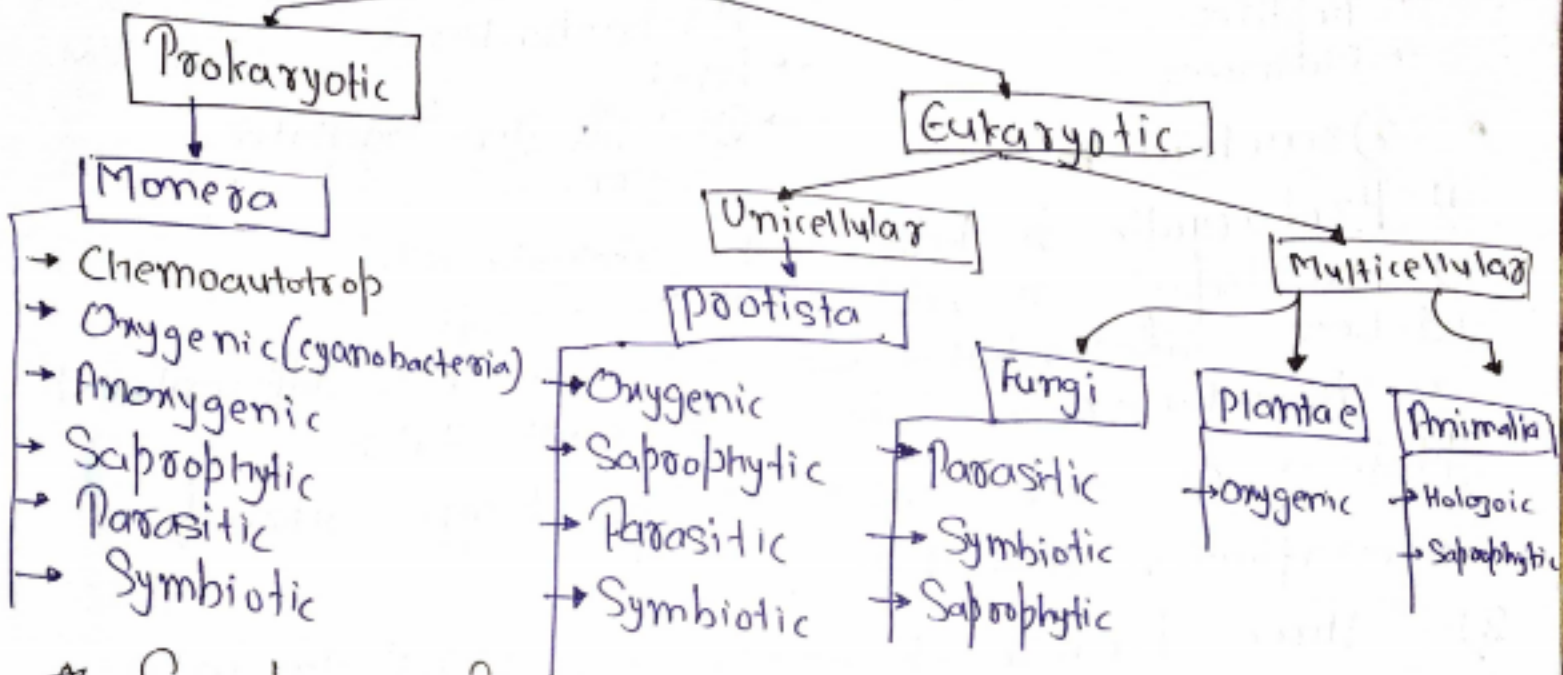 Prokaryotic
Eukaryotic
Monera
Unicellular
Multicellular
→ Chemoautotrop
→ Oxygenic (cyanobacteria)
→ Anoxygenic
→ Saprophytic
→ Parasitic
→ Symbiotic
Protista
→ Oxygenic
→ Saprophytic
→ Parasitic
→ Symbiotic
Fungi
→ Parasitic
→ Symbiotic
→ Saprophytic
Plantae
→ Oxygenic
Animalia
→ Holozoic
→ Saprophytic